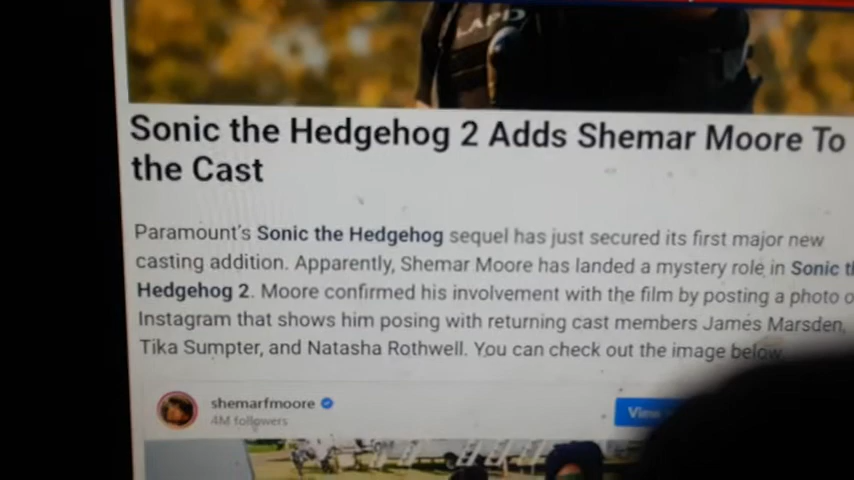 LAPD
Sonic the Hedgehog 2 Adds Shemar Moore To
the Cast
Paramount's Sonic the Hedgehog sequel has just secured its first major new
casting addition. Apparently, Shemar Moore has landed a mystery role in Sonic
Hedgehog 2. Moore confirmed his involvement with the film by posting a photo
Instagram that shows him posing with returning cast members James Marsden,
Tika Sumpter, and Natasha Rothwell. You can check out the image below
shemarfmoore
4M followers
View